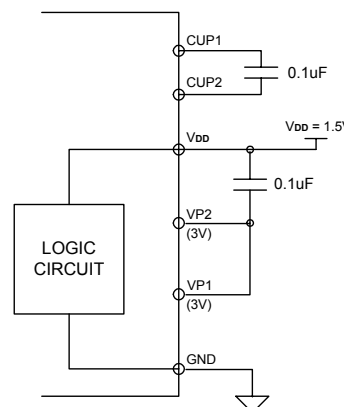 CUP1
0.1uF
CUP2
VDD
VDD = 1.5V
0.1uF
VP2
(3V)
LOGIC
CIRCUIT
VP1
(3V)
GND